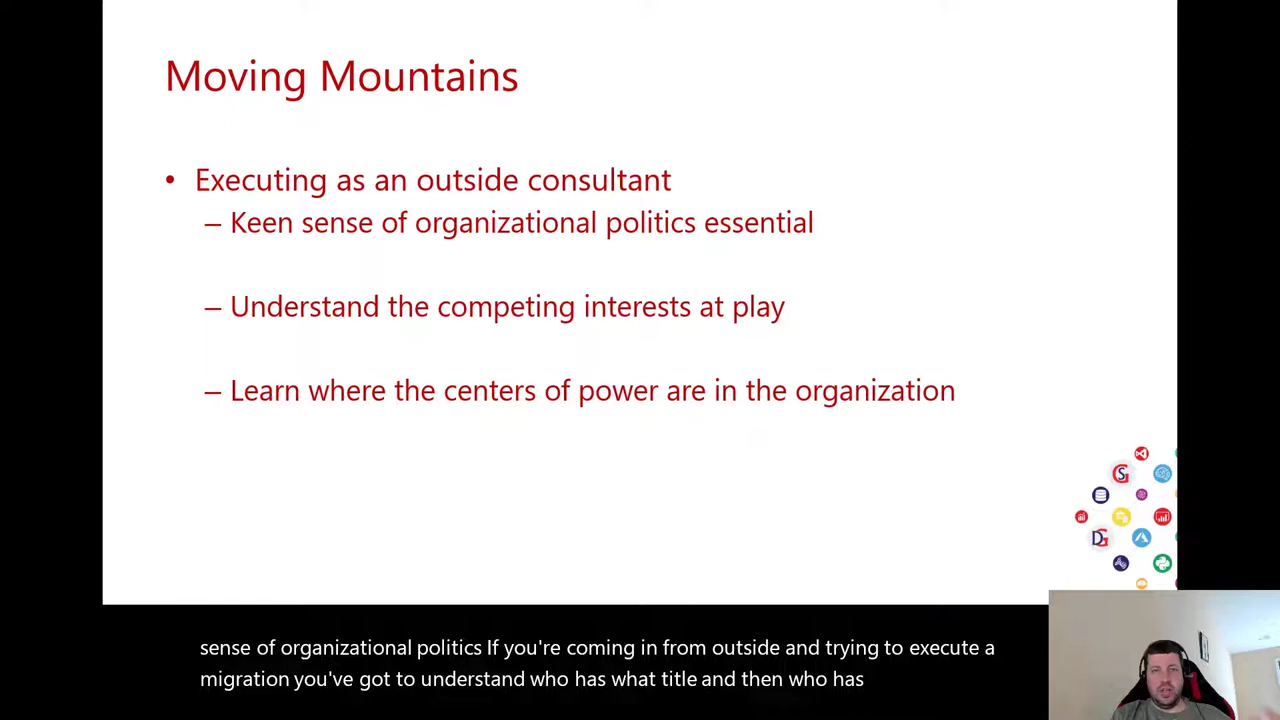 Moving Mountains
• Executing as an outside consultant
– Keen sense of organizational politics essential
– Understand the competing interests at play
– Learn where the centers of power are in the organization
GS
DG
sense of organizational politics If you're coming in from outside and trying to execute a
migration you've got to understand who has what title and then who has